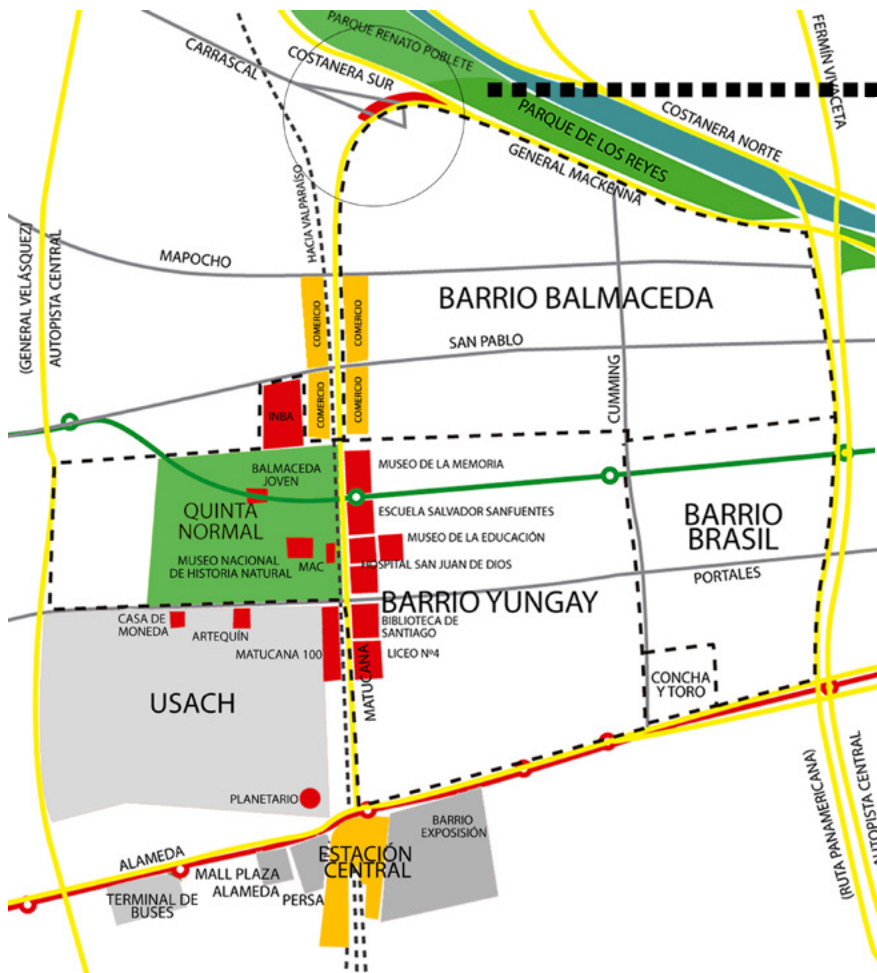 PARQUE RENATO POBLETE
CARRASCAL
COSTANERA SUR
FERMÍN VIVACETA
PARQUE DE LOS REYES
COSTANERA NORTE
GENERAL MACKENNA
HACIA VALPARAÍSO
(GENERAL VELÁSQUEZ)
AUTOPISTA CENTRAL
MAPOCHO
BARRIO BALMACEDA
COMERCIO
COMERCIO
SAN PABLO
CUMMING
COMERCIO
COMERCIO
INBA
MUSEO DE LA MEMORIA
BALMACEDA
JOVEN
QUINTA
NORMAL
ESCUELA SALVADOR SANFUENTES
BARRIO
BRASIL
MUSEO DE LA EDUCACIÓN
MUSEO NACIONAL
DE HISTORIA NATURAL
MAC
HOSPITAL SAN JUAN DE DIOS
PORTALES
BARRIO YUNGAY
CASA DE
MONEDA
ARTEQUÍN
BIBLIOTECA DE
SANTIAGO
MATUCANA 100
LICEO Nº4
MATUCANA
CONCHA
Y TORO
USACH
PLANETARIO
(RUTA PANAMERICANA)
AUTOPISTA CENTRAL
BARRIO
EXPOSISIÓN
ALAMEDA
ESTACIÓN
CENTRAL
MALL PLAZA
ALAMEDA
PERSA
TERMINAL DE
BUSES